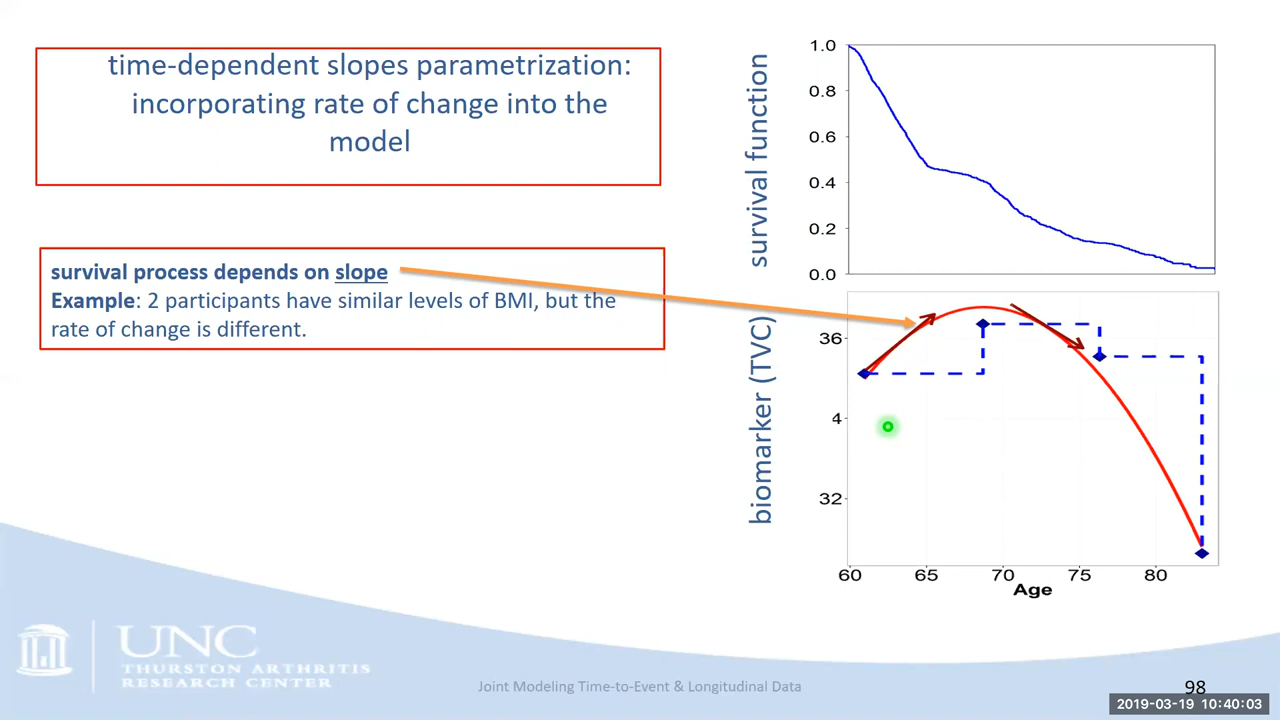 time-dependent slopes parametrization:
incorporating rate of change into the
model
survival process depends on slope
Example: 2 participants have similar levels of BMI, but the
rate of change is different.
survival function
1.0
0.8
0.6
0.4
0.2
0.0
biomarker (TVC)
36
4
32
60 65 70 75 80
Age
UNC
THURSTON ARTHRITIS
RESEARCH CENTER
Joint Modeling Time-to-Event & Longitudinal Data
98
2019-03-19 10:40:03